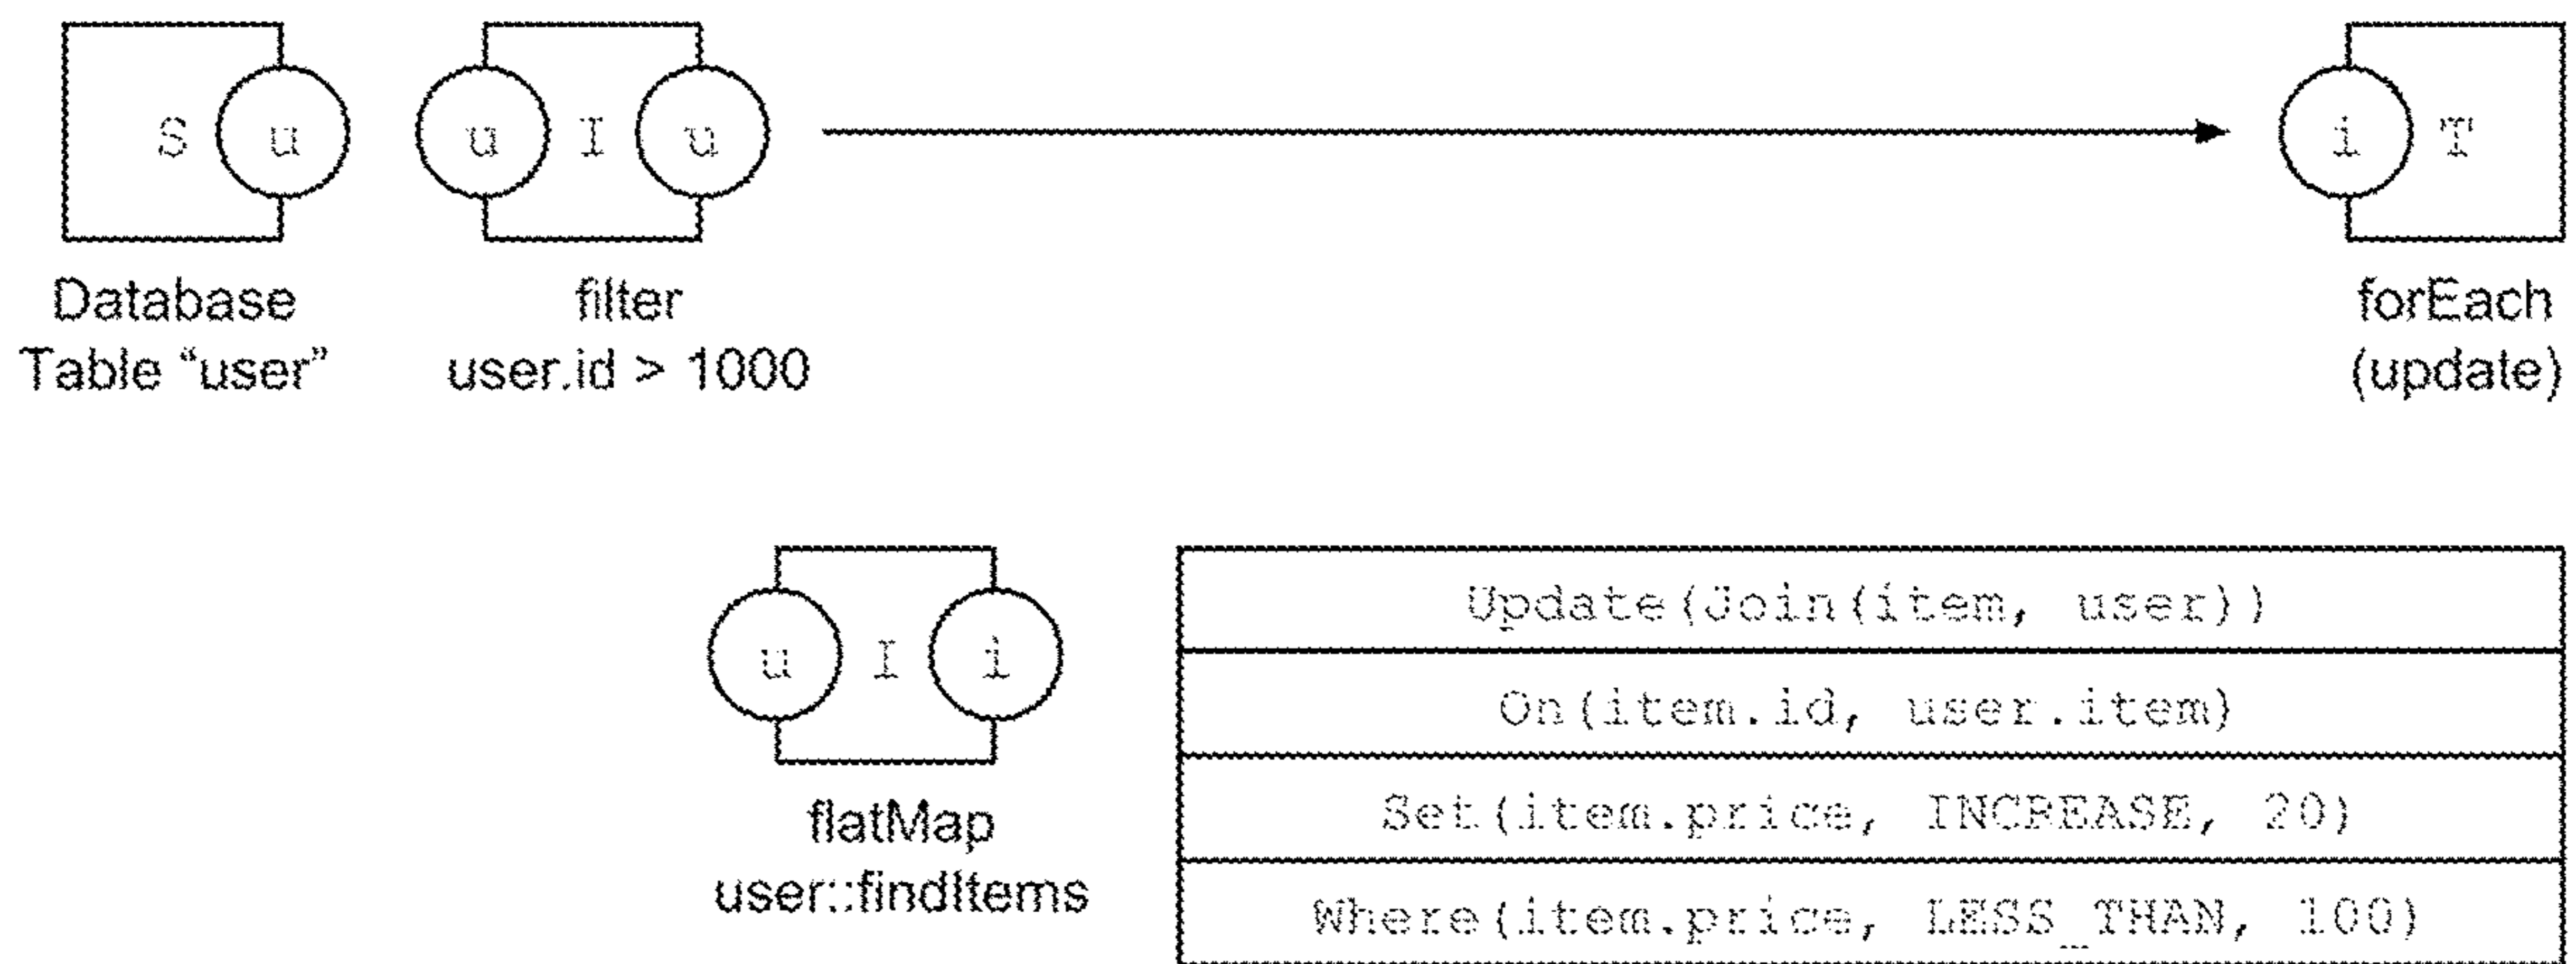 S u u I u i T
Database filter forEach
Table “user” user.id > 1000 (update)
u I i
flatMap
user::findItems
Update(Join(item, user))
On(item.id, user.item)
Set(item.price, INCREASE, 20)
Where(item.price, LESS_THAN, 100)